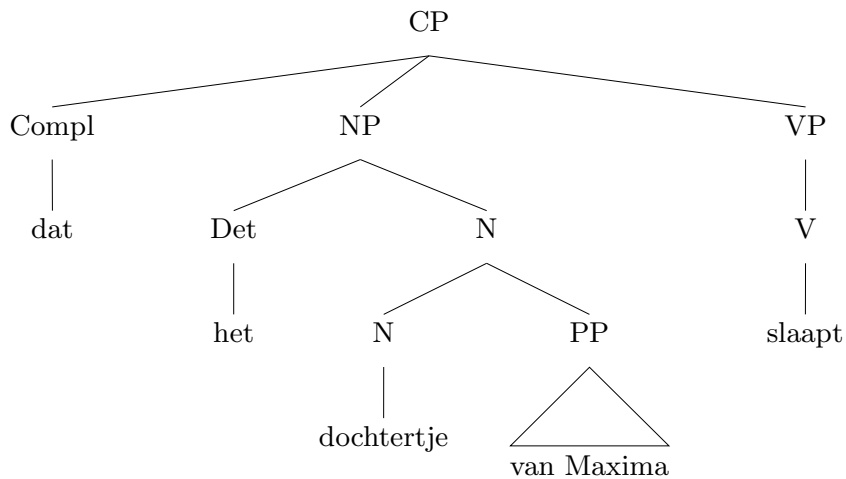 CP
Compl NP VP
dat Det N V
het N PP slaapt
dochtertje
van Maxima